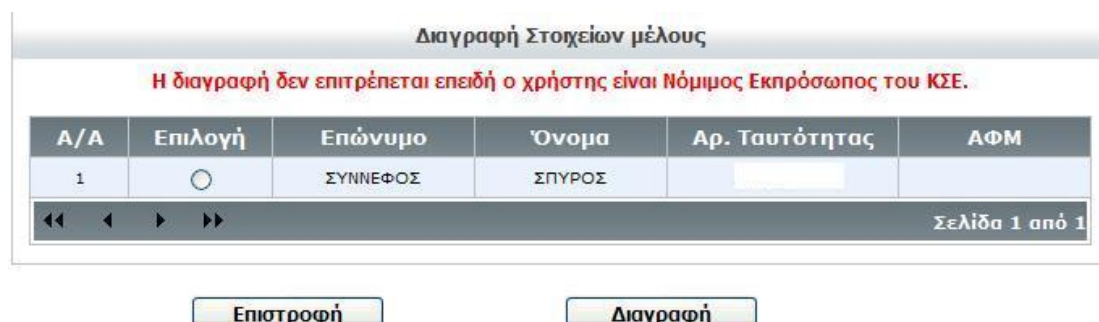 Διαγραφή Στοιχείων μέλους
Η διαγραφή δεν επιτρέπεται επειδή ο χρήστης είναι Νόμιμος Εκπρόσωπος του ΚΣΕ.
Α/Α Επιλογή Επώνυμο Όνομα Αρ. Ταυτότητας ΑΦΜ
1 ΣΥΝΝΕΦΟΣ ΣΠΥΡΟΣ
Σελίδα 1 από 1
Επιστροφή Διαγραφή